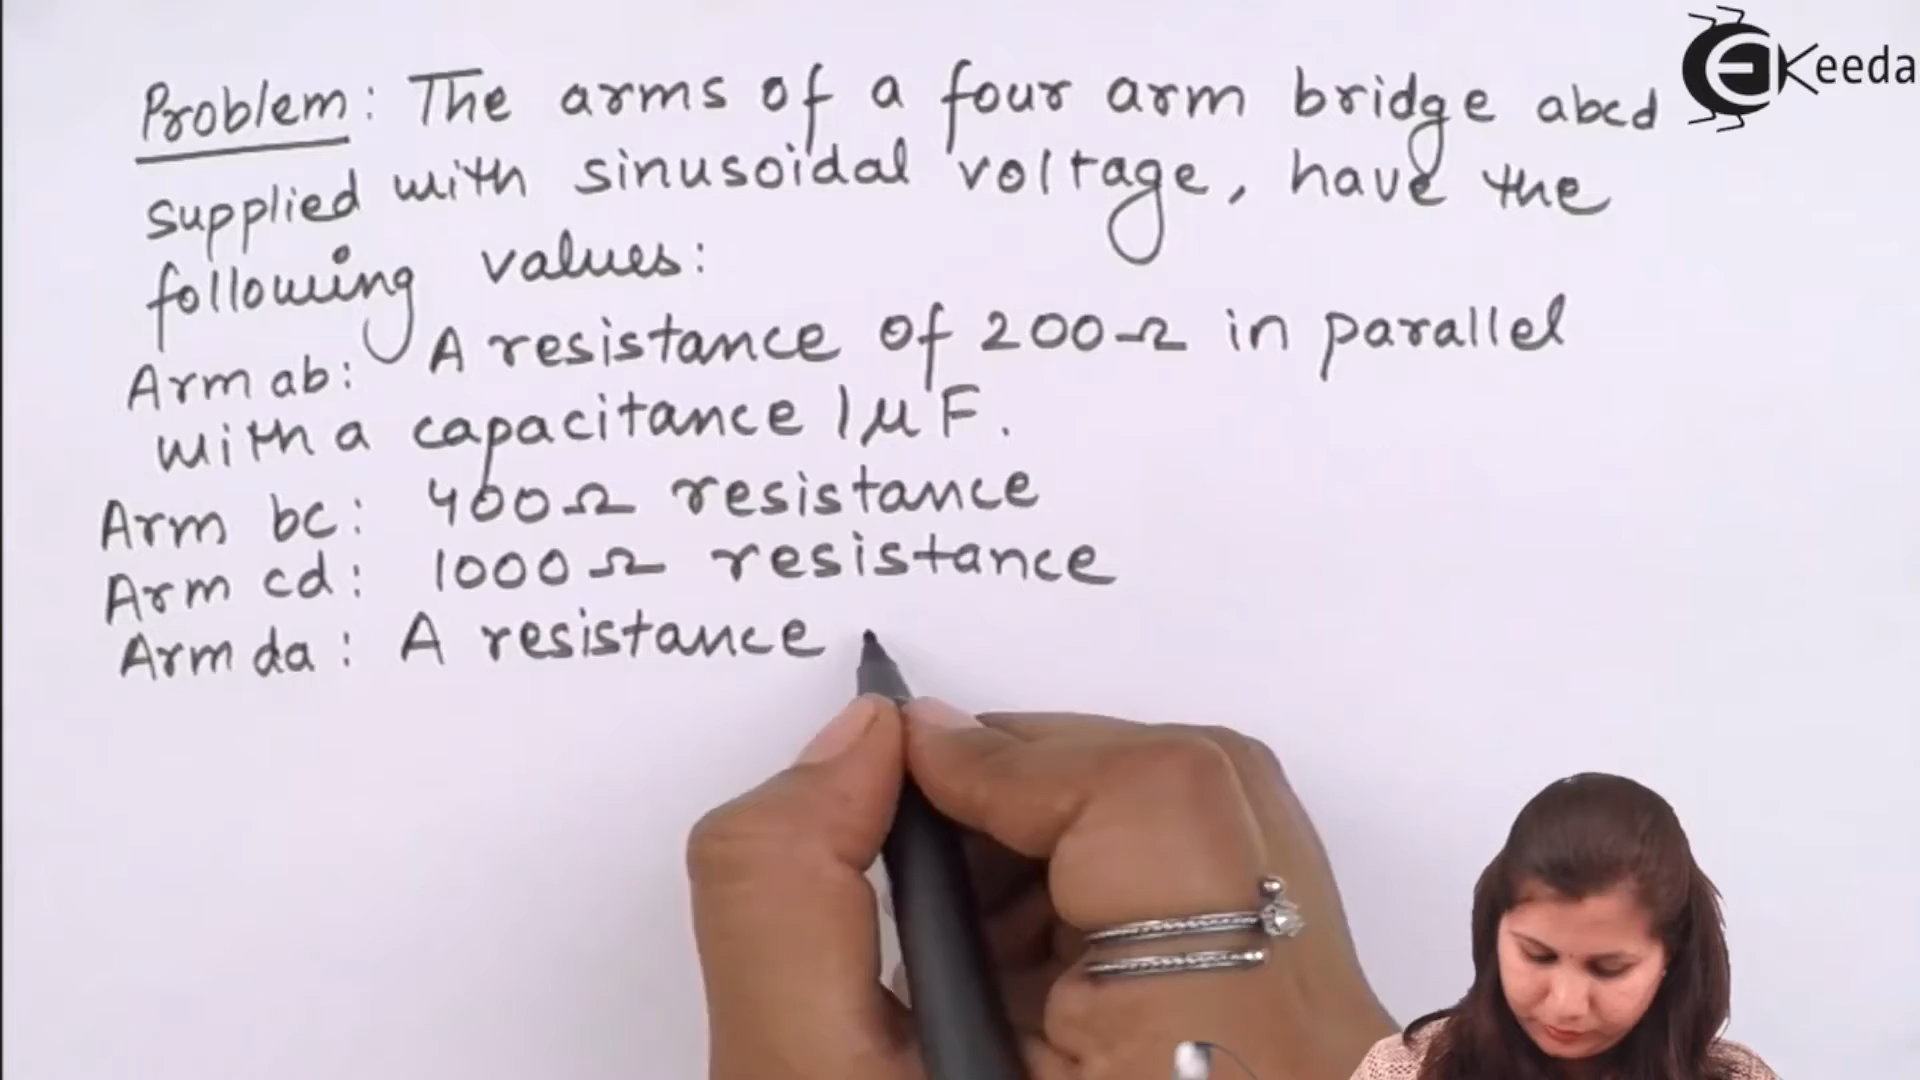 Problem: The arms of a four arm bridge abcd
supplied with sinusoidal voltage, have the
following values:
Arm ab: A resistance of 200Ω in parallel
with a capacitance 1μF.
Arm bc: 400Ω resistance
Arm cd: 1000Ω resistance
Arm da: A resistance
EKeeda